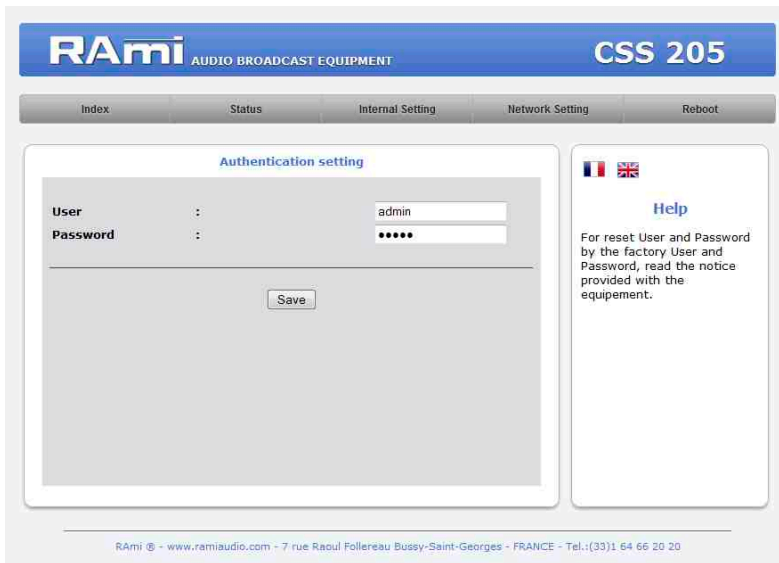 RAmi AUDIO BROADCAST EQUIPMENT CSS 205
Index Status Internal Setting Network Setting Reboot
Authentication setting
User : admin
Password : •••••
Save
Help
For reset User and Password
by the factory User and
Password, read the notice
provided with the
equipement.
RAmi ® - www.ramiaudio.com - 7 rue Raoul Follereau Bussy-Saint-Georges - FRANCE - Tel.:(33)1 64 66 20 20